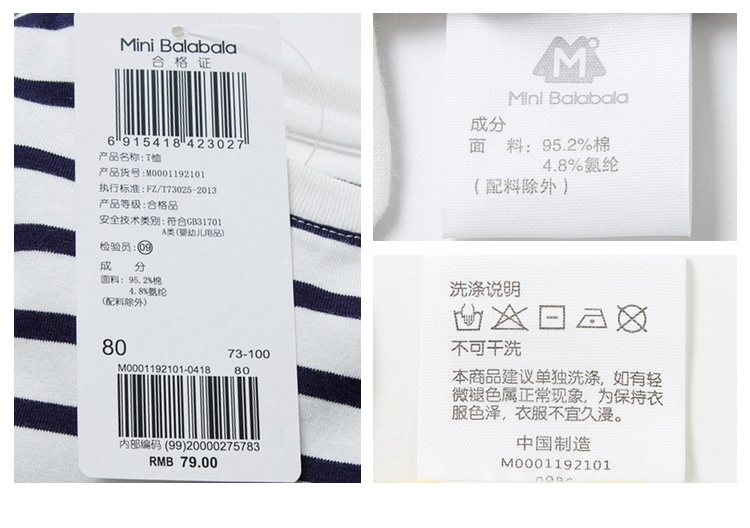 Mini Balabala
合格证
6 915418 423027
产品名称:T恤
产品货号:M0001192101
执行标准:FZ/T73025-2013
产品等级:合格品
安全技术类别:符合GB31701
A类(婴幼儿用品)
检验员:09
成 分
面料: 95.2%棉
4.8%氨纶
(配料除外)
80 73-100
M0001192101-0418 80
内部编码 (99)20000275783
RMB 79.00
M
Mini Balabala
成分
面 料: 95.2%棉
4.8%氨纶
(配料除外)
洗涤说明
不可干洗
本商品建议单独洗涤, 如有轻
微褪色属正常现象, 为保持衣
服色泽, 衣服不宜久浸。
中国制造
M0001192101